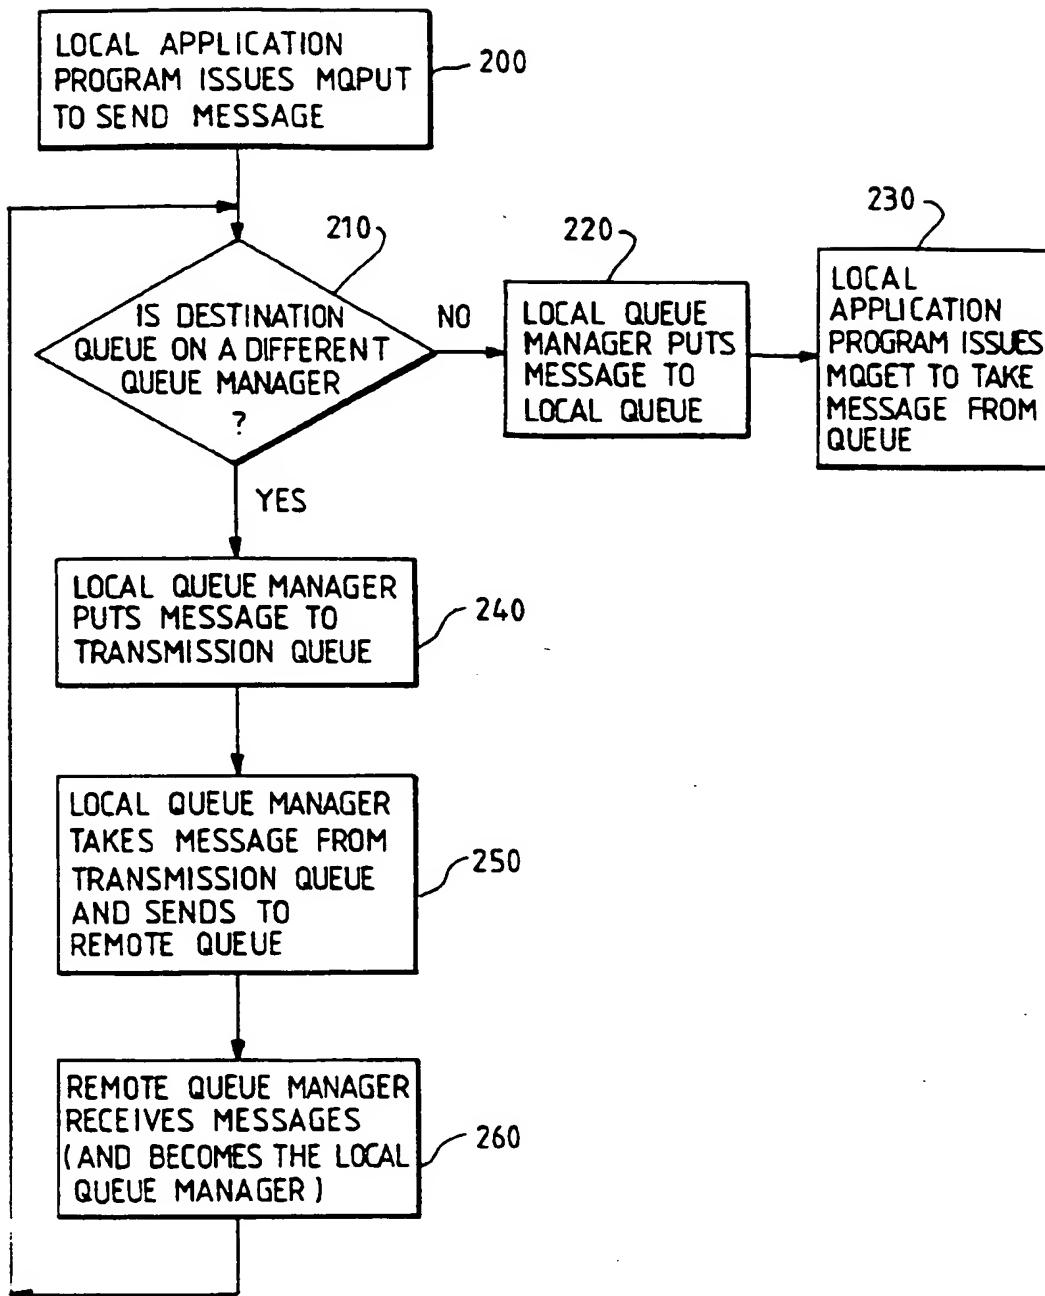 LOCAL APPLICATION
PROGRAM ISSUES MQPUT
TO SEND MESSAGE
200
210
IS DESTINATION
QUEUE ON A DIFFERENT
QUEUE MANAGER
?
NO
220
LOCAL QUEUE
MANAGER PUTS
MESSAGE TO
LOCAL QUEUE
230
LOCAL
APPLICATION
PROGRAM ISSUES
MQGET TO TAKE
MESSAGE FROM
QUEUE
YES
LOCAL QUEUE MANAGER
PUTS MESSAGE TO
TRANSMISSION QUEUE
240
LOCAL QUEUE MANAGER
TAKES MESSAGE FROM
TRANSMISSION QUEUE
AND SENDS TO
REMOTE QUEUE
250
REMOTE QUEUE MANAGER
RECEIVES MESSAGES
(AND BECOMES THE LOCAL
QUEUE MANAGER)
260